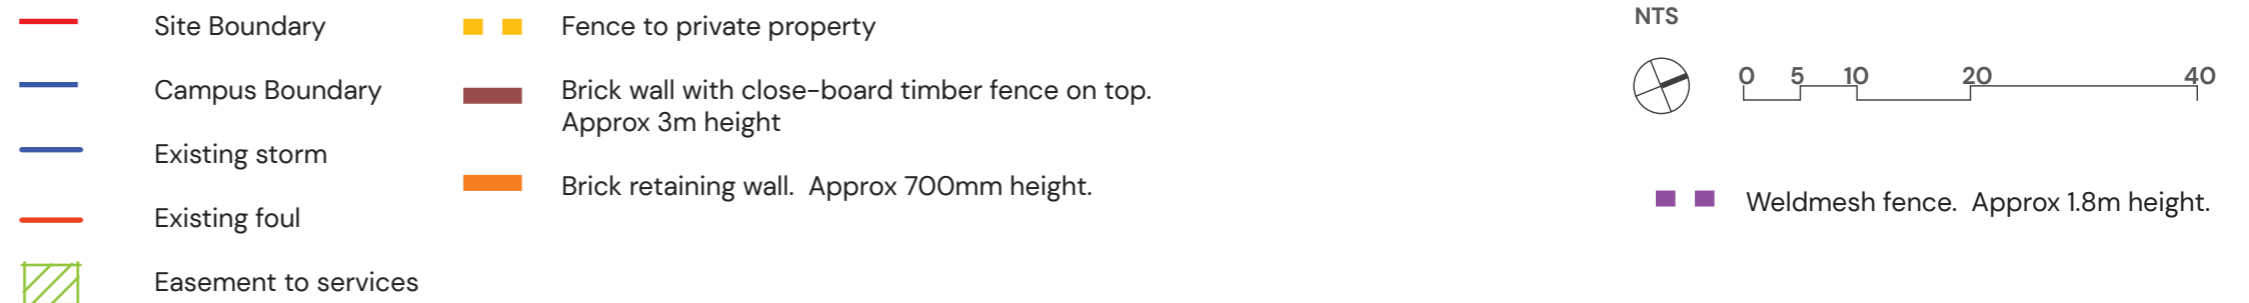 Site Boundary
Campus Boundary
Existing storm
Existing foul
Easement to services
Fence to private property
Brick wall with close-board timber fence on top.
Approx 3m height
Brick retaining wall.  Approx 700mm height.
NTS
0 5 10 20 40
Weldmesh fence.  Approx 1.8m height.